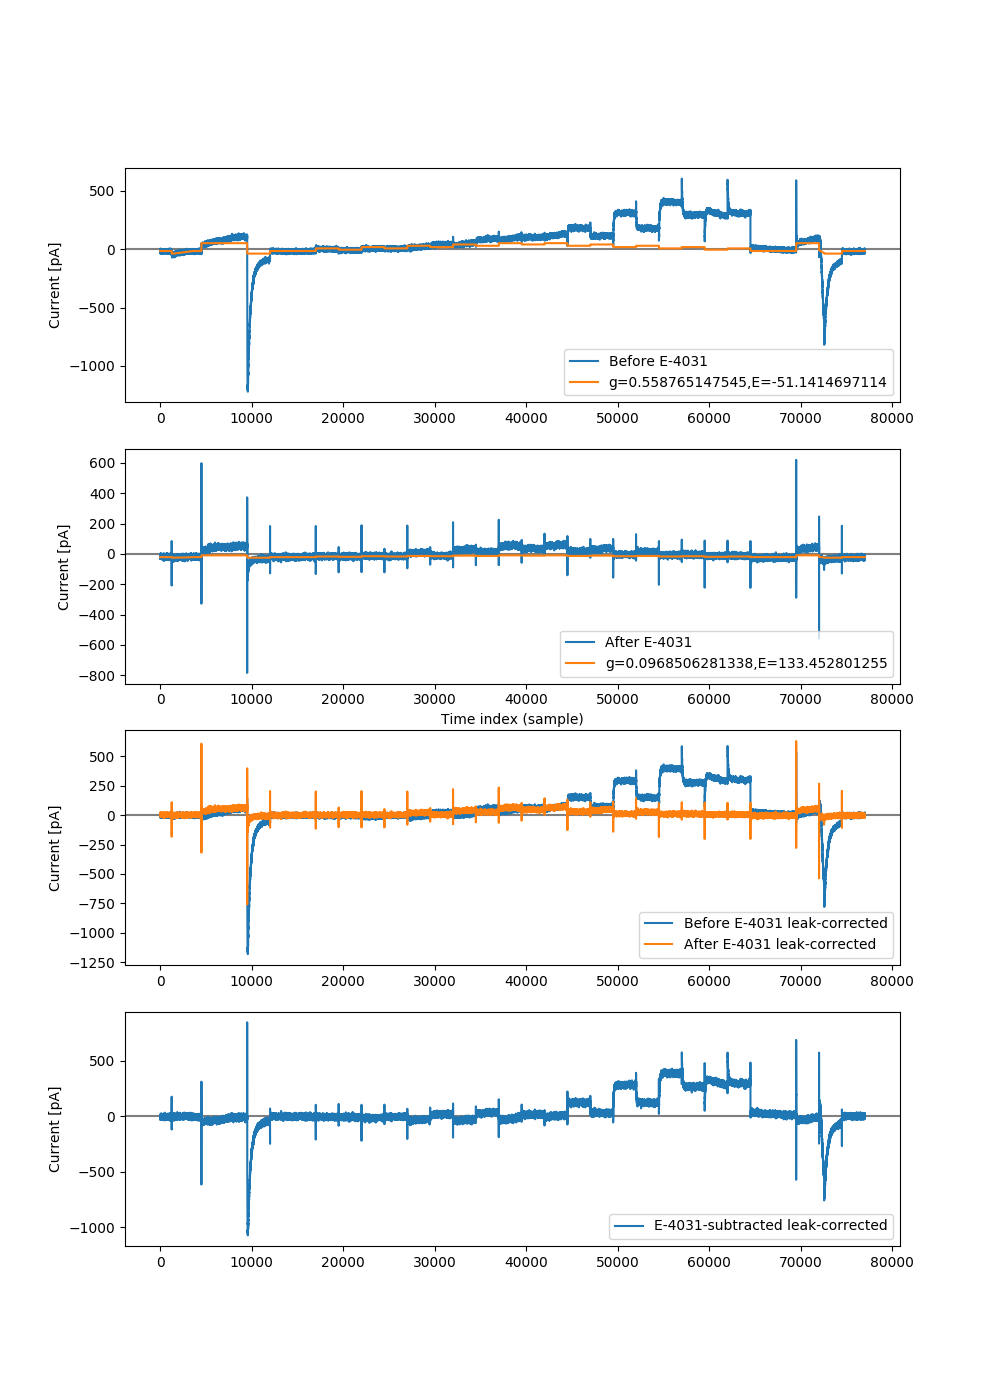 500
0
−500
−1000
Current [pA]
Before E-4031
g=0.558765147545,E=-51.1414697114
0 10000 20000 30000 40000 50000 60000 70000 80000
600
400
200
0
−200
−400
−600
−800
Current [pA]
After E-4031
g=0.0968506281338,E=133.452801255
0 10000 20000 30000 40000 50000 60000 70000 80000
Time index (sample)
500
250
0
−250
−500
−750
−1000
−1250
Current [pA]
Before E-4031 leak-corrected
After E-4031 leak-corrected
0 10000 20000 30000 40000 50000 60000 70000 80000
500
0
−500
−1000
Current [pA]
E-4031-subtracted leak-corrected
0 10000 20000 30000 40000 50000 60000 70000 80000